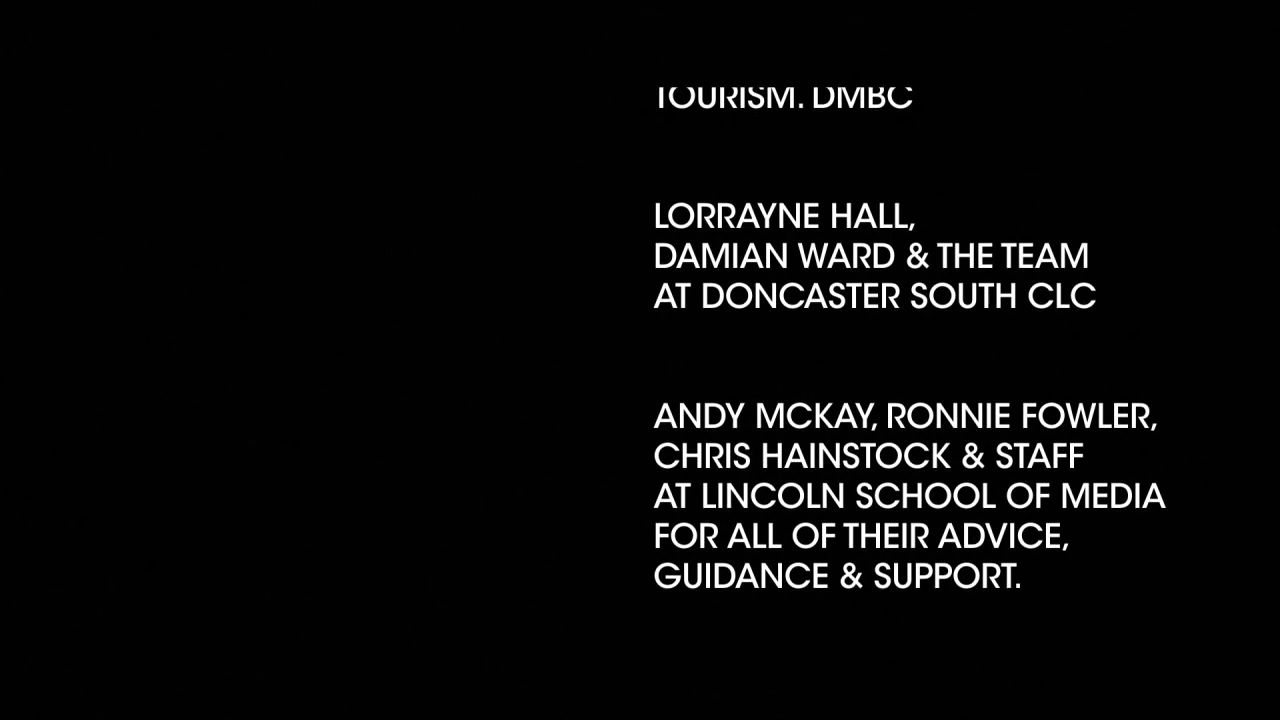 TOURISM. DMBC
LORRAYNE HALL,
DAMIAN WARD & THE TEAM
AT DONCASTER SOUTH CLC
ANDY MCKAY, RONNIE FOWLER,
CHRIS HAINSTOCK & STAFF
AT LINCOLN SCHOOL OF MEDIA
FOR ALL OF THEIR ADVICE,
GUIDANCE & SUPPORT.